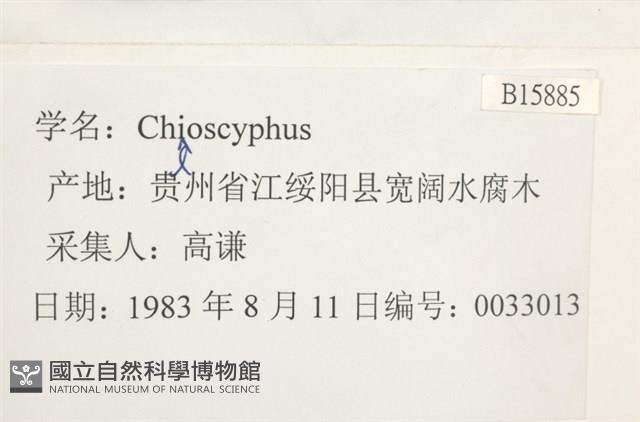 B15885
学名：Chioscyphus
l
产地：贵州省江绥阳县宽阔水腐木
采集人：高谦
日期：1983 年 8 月 11 日编号：0033013
國立自然科學博物館
NATIONAL MUSEUM OF NATURAL SCIENCE